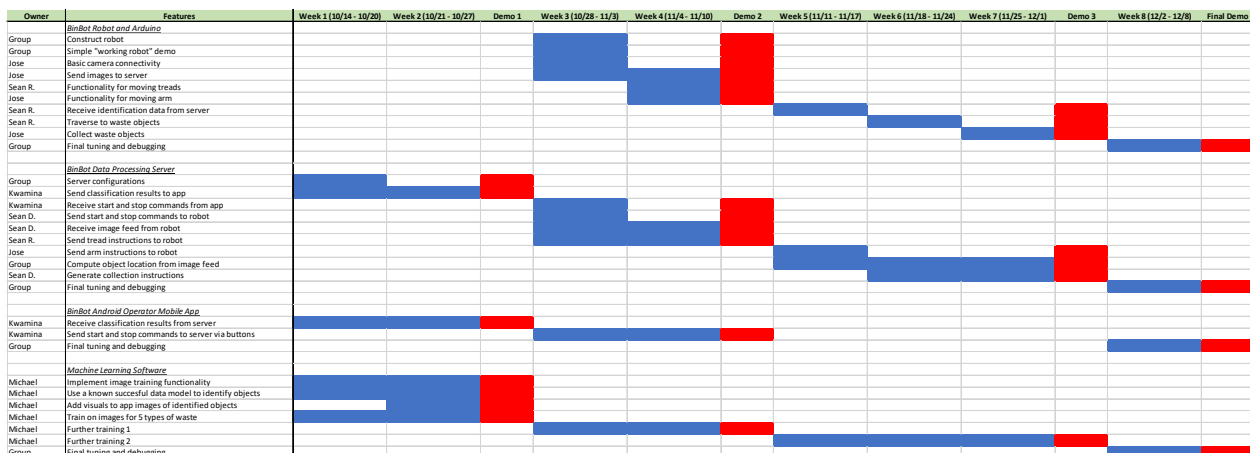 Owner Features Week 1 (10/14 - 10/20) Week 2 (10/21 - 10/27) Demo 1 Week 3 (10/28 - 11/3) Week 4 (11/4 - 11/10) Demo 2 Week 5 (11/11 - 11/17) Week 6 (11/18 - 11/24) Week 7 (11/25 - 12/1) Demo 3 Week 8 (12/2 - 12/8) Final Demo
BinBot Robot and Arduino
Group Construct robot
Group Simple "working robot" demo
Jose Basic camera connectivity
Jose Send images to server
Sean R. Functionality for moving treads
Jose Functionality for moving arm
Sean R. Receive identification data from server
Sean R. Traverse to waste objects
Jose Collect waste objects
Group Final tuning and debugging
BinBot Data Processing Server
Group Server configurations
Kwamina Send classification results to app
Kwamina Receive start and stop commands from app
Sean D. Send start and stop commands to robot
Sean D. Receive image feed from robot
Sean R. Send tread instructions to robot
Jose Send arm instructions to robot
Group Compute object location from image feed
Sean D. Generate collection instructions
Group Final tuning and debugging
BinBot Android Operator Mobile App
Kwamina Receive classification results from server
Kwamina Send start and stop commands to server via buttons
Group Final tuning and debugging
Machine Learning Software
Michael Implement image training functionality
Michael Use a known succesful data model to identify objects
Michael Add visuals to app images of identified objects
Michael Train on images for 5 types of waste
Michael Further training 1
Michael Further training 2
Group Final tuning and debugging